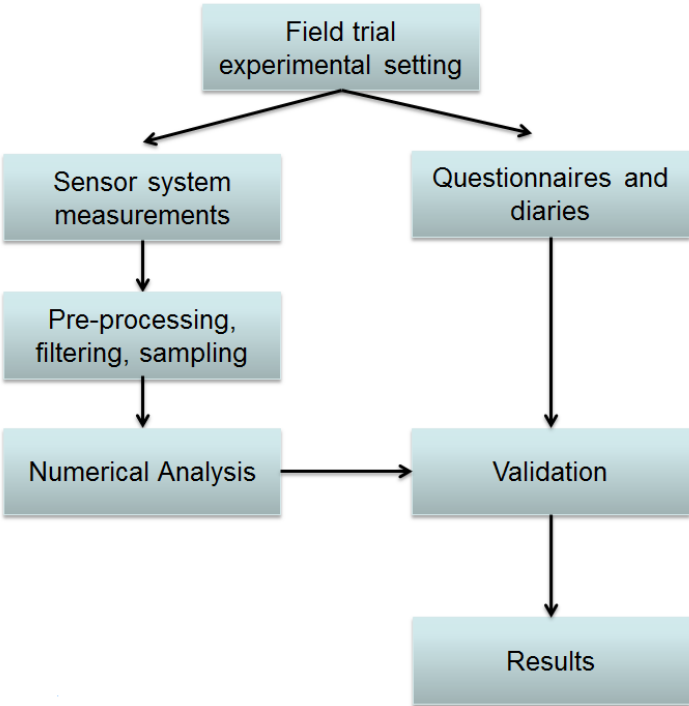 Field trial
experimental setting
Sensor system
measurements
Questionnaires and
diaries
Pre-processing,
filtering, sampling
Numerical Analysis
Validation
Results